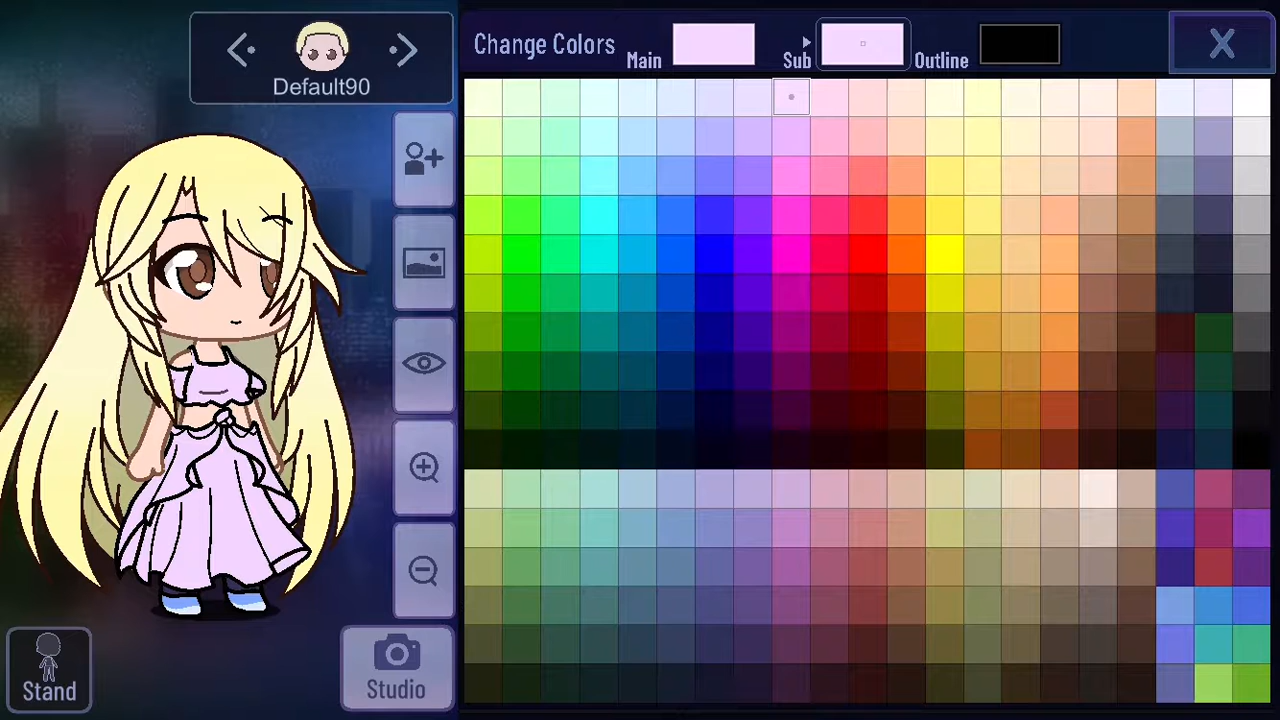 Default90
Change Colors
Main
Sub
Outline
X
Stand
Studio